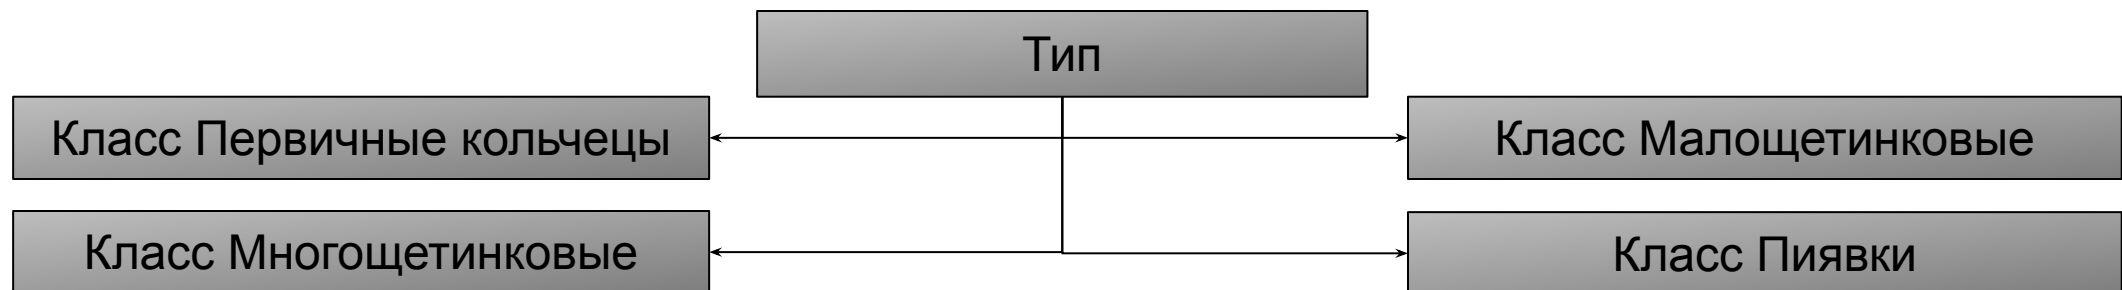 Тип
Класс Первичные кольчецы
Класс Малощетинковые
Класс Многощетинковые
Класс Пиявки